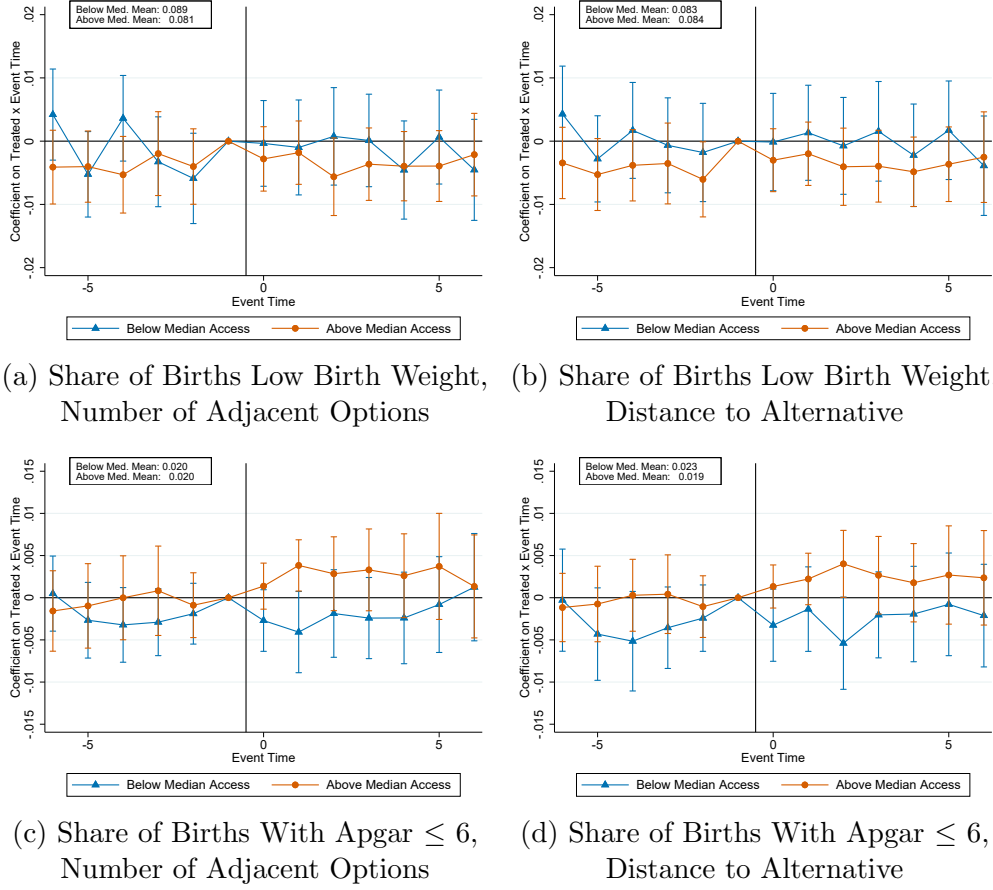 Below Med. Mean: 0.089
Above Med. Mean: 0.081
Coefficient on Treated x Event Time
.02
.01
0
-.01
-.02
-5
0
5
Event Time
Below Median Access
Above Median Access
(a) Share of Births Low Birth Weight,
Number of Adjacent Options
Below Med. Mean: 0.083
Above Med. Mean: 0.084
Coefficient on Treated x Event Time
.02
.01
0
-.01
-.02
-5
0
5
Event Time
Below Median Access
Above Median Access
(b) Share of Births Low Birth Weight
Distance to Alternative
Below Med. Mean: 0.020
Above Med. Mean: 0.020
Coefficient on Treated x Event Time
.015
.01
.005
0
-.005
-.01
-.015
-5
0
5
Event Time
Below Median Access
Above Median Access
(c) Share of Births With Apgar ≤ 6,
Number of Adjacent Options
Below Med. Mean: 0.023
Above Med. Mean: 0.019
Coefficient on Treated x Event Time
.015
.01
.005
0
-.005
-.01
-.015
-5
0
5
Event Time
Below Median Access
Above Median Access
(d) Share of Births With Apgar ≤ 6,
Distance to Alternative